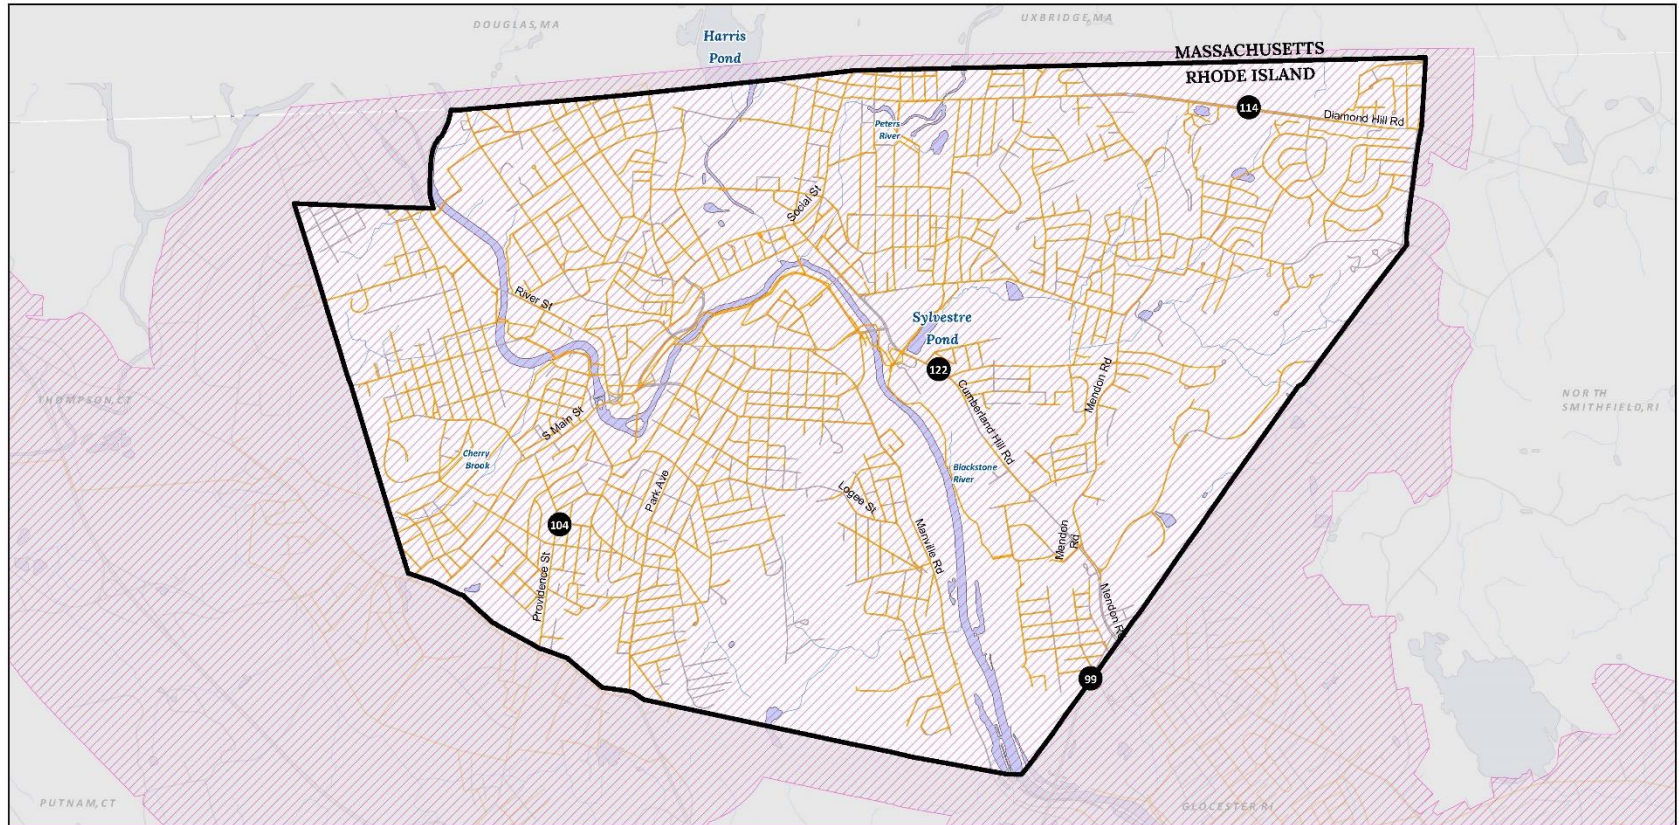 DOUGLAS,MA
UXBRIDGE,MA
Harris
Pond
MASSACHUSETTS
RHODE ISLAND
114
Diamond Hill Rd
Peters
River
Social St
River St
Sylvestre
Pond
122
Cumberland Hill Rd
Mendon Rd
THOMPSON,CT
NORTH
SMITHFIELD,RI
S Main St
Cherry
Brook
Park Ave
Logee St
Blackstone
River
104
Manville Rd
Mendon
Rd
Providence St
Mendon Rd
99
PUTNAM,CT
GLOCESTER,RI